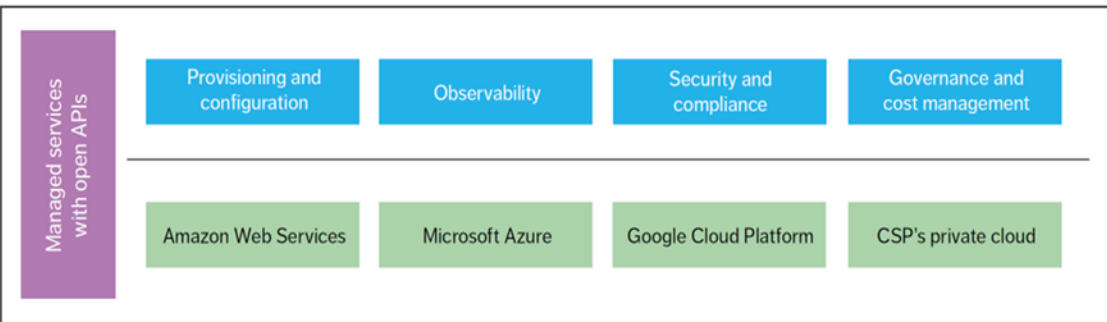 Managed services
with open APIs
Provisioning and
configuration
Observability
Security and
compliance
Governance and
cost management
Amazon Web Services
Microsoft Azure
Google Cloud Platform
CSP's private cloud